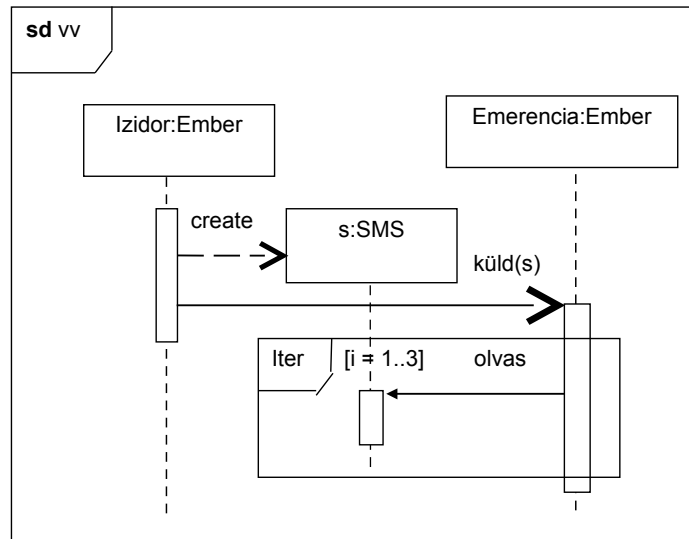 sd vv
Izidor:Ember
Emerencia:Ember
create
s:SMS
küld(s)
Iter [i = 1..3] olvas